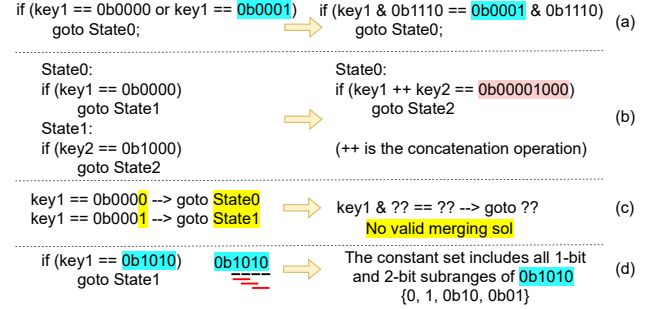 if (key1 == 0b0000 or key1 == 0b0001)
goto State0;
if (key1 & 0b1110 == 0b0001 & 0b1110)
goto State0;
(a)
State0:
if (key1 == 0b0000)
goto State1
State1:
if (key2 == 0b1000)
goto State2
State0:
if (key1 ++ key2 == 0b00001000)
goto State2
(++ is the concatenation operation)
(b)
key1 == 0b0000 --> goto State0
key1 == 0b0001 --> goto State1
key1 & ?? == ?? --> goto ??
No valid merging sol
(c)
if (key1 == 0b1010)
goto State1
0b1010
The constant set includes all 1-bit
and 2-bit subranges of 0b1010
{0, 1, 0b10, 0b01}
(d)